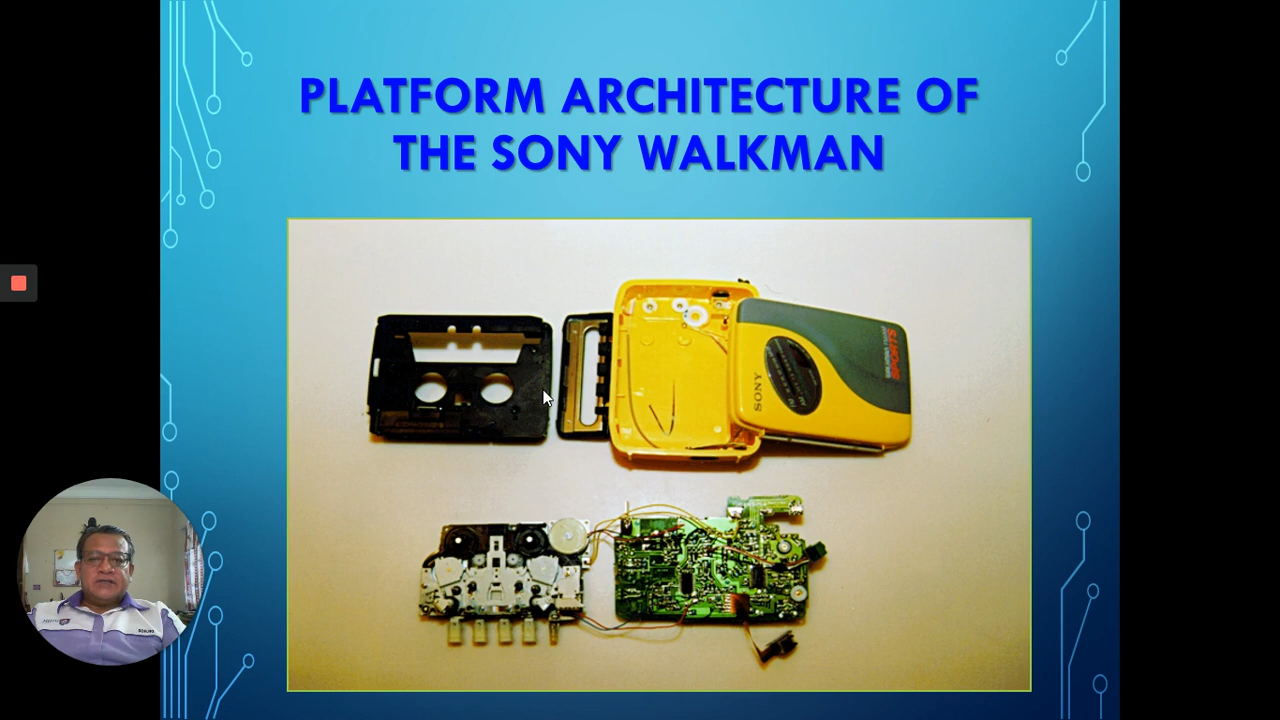 PLATFORM ARCHITECTURE OF
THE SONY WALKMAN
SONY
SPORTS